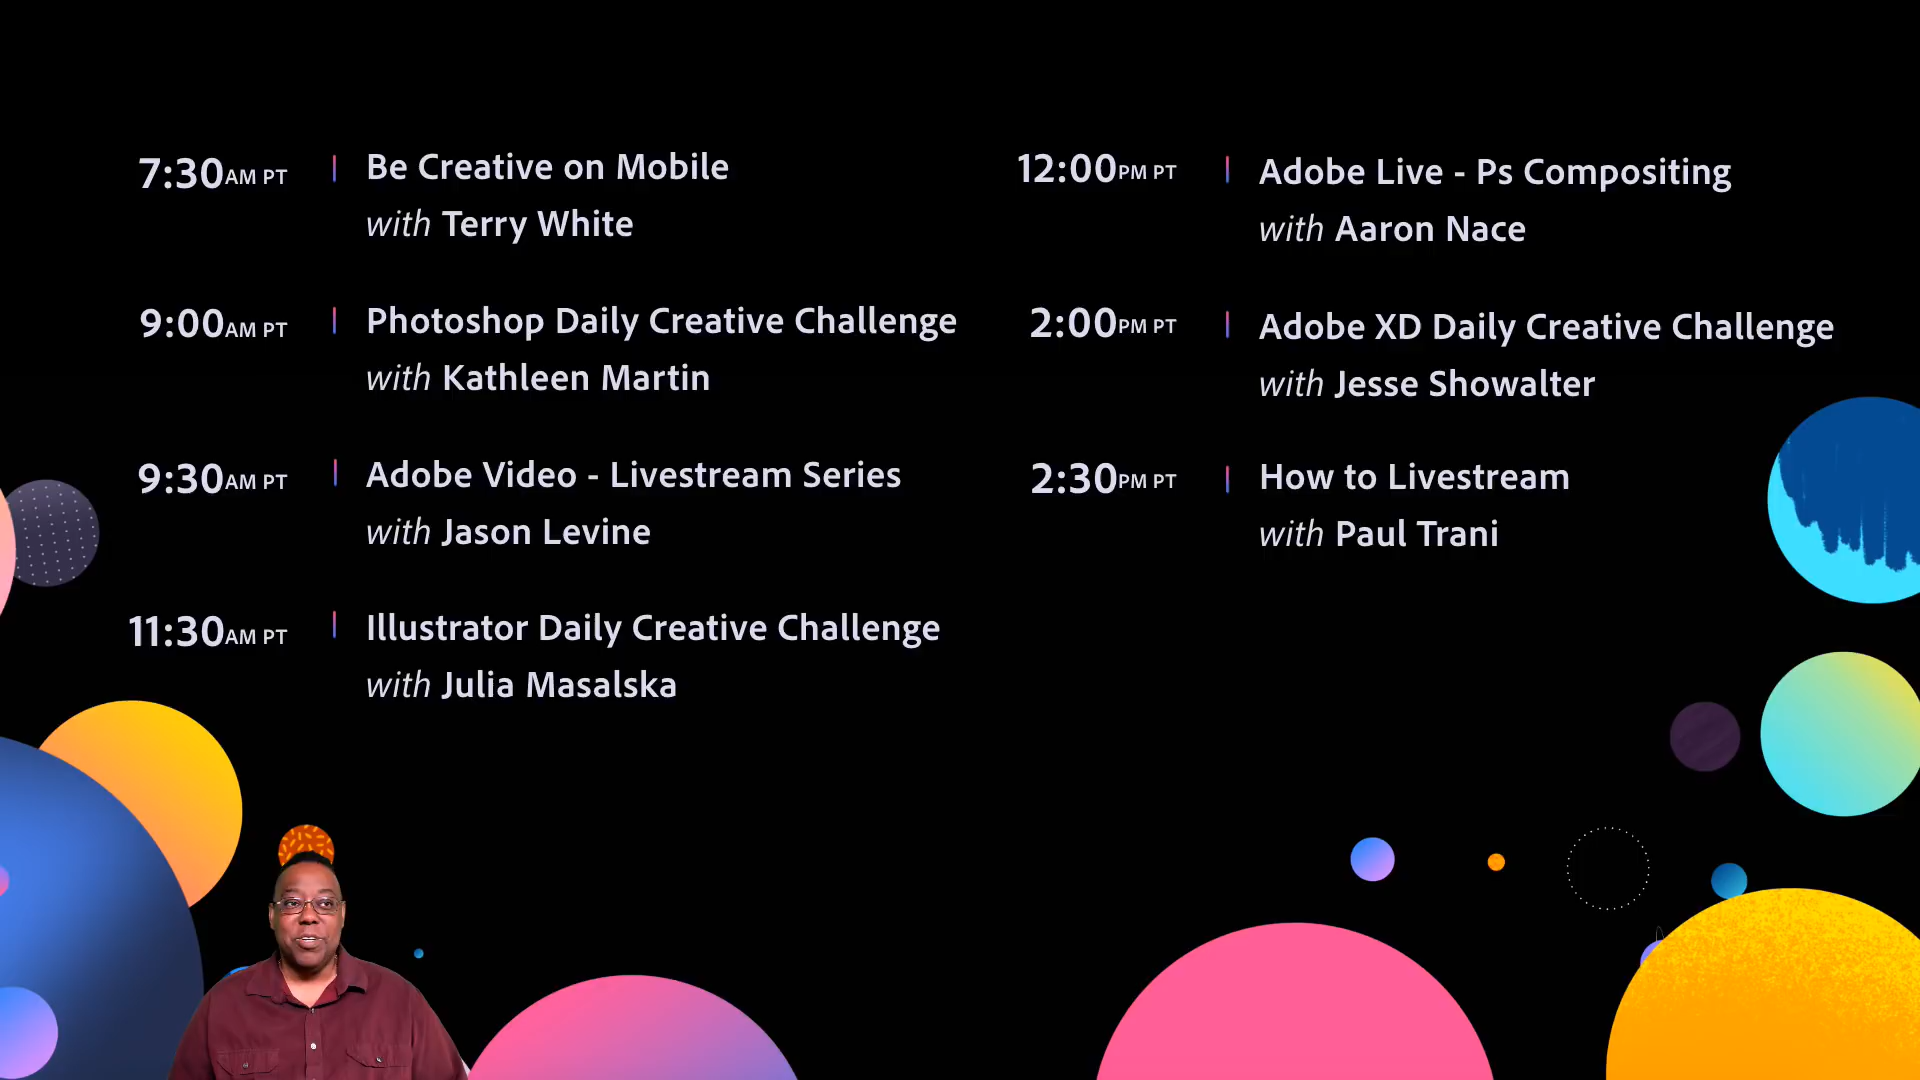 7:30AM PT
Be Creative on Mobile
with Terry White
9:00AM PT
Photoshop Daily Creative Challenge
with Kathleen Martin
9:30AM PT
Adobe Video - Livestream Series
with Jason Levine
11:30AM PT
Illustrator Daily Creative Challenge
with Julia Masalska
12:00PM PT
Adobe Live - Ps Compositing
with Aaron Nace
2:00PM PT
Adobe XD Daily Creative Challenge
with Jesse Showalter
2:30PM PT
How to Livestream
with Paul Trani